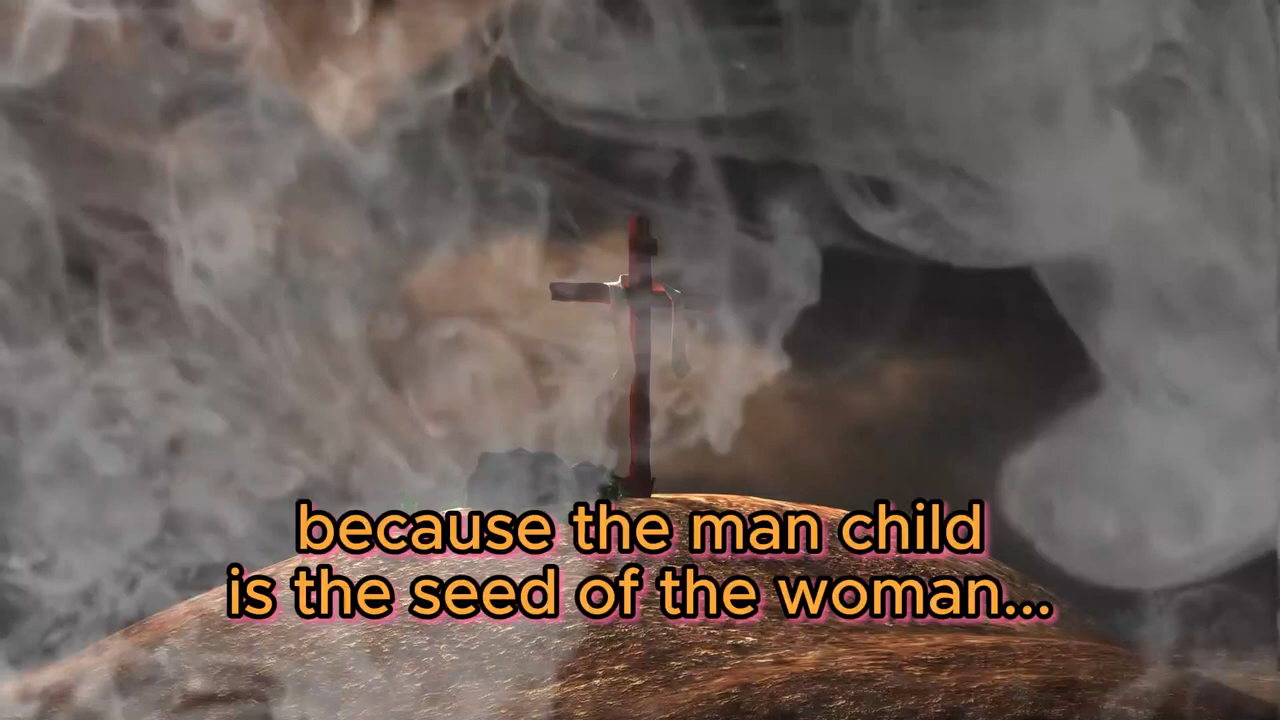 because the man child
is the seed of the woman...